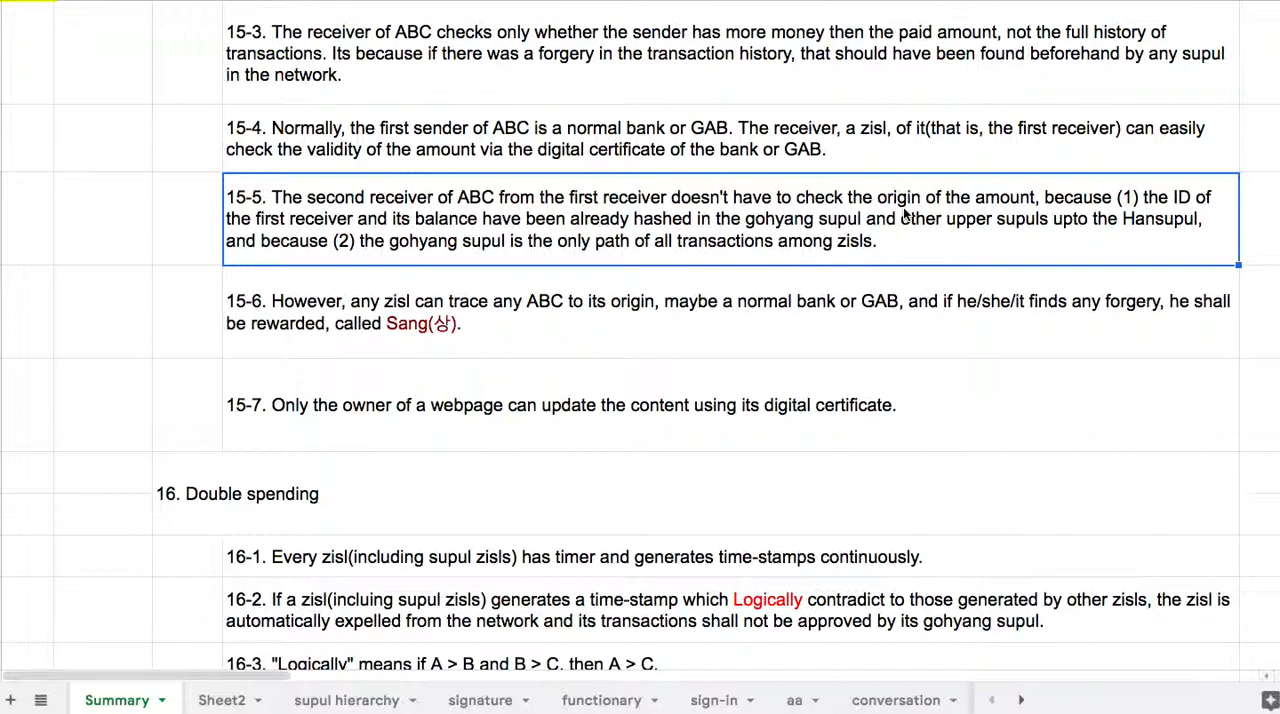 15-3. The receiver of ABC checks only whether the sender has more money then the paid amount, not the full history of
transactions. Its because if there was a forgery in the transaction history, that should have been found beforehand by any supul
in the network.
15-4. Normally, the first sender of ABC is a normal bank or GAB. The receiver, a zisl, of it(that is, the first receiver) can easily
check the validity of the amount via the digital certificate of the bank or GAB.
15-5. The second receiver of ABC from the first receiver doesn't have to check the origin of the amount, because (1) the ID of
the first receiver and its balance have been already hashed in the gohyang supul and other upper supuls upto the Hansupul,
and because (2) the gohyang supul is the only path of all transactions among zisls.
15-6. However, any zisl can trace any ABC to its origin, maybe a normal bank or GAB, and if he/she/it finds any forgery, he shall
be rewarded, called Sang(상).
15-7. Only the owner of a webpage can update the content using its digital certificate.
16. Double spending
16-1. Every zisl(including supul zisls) has timer and generates time-stamps continuously.
16-2. If a zisl(incluing supul zisls) generates a time-stamp which Logically contradict to those generated by other zisls, the zisl is
automatically expelled from the network and its transactions shall not be approved by its gohyang supul.
16-3. "Logically" means if A > B and B > C, then A > C.
Summary Sheet2 supul hierarchy signature functionary sign-in aa conversation